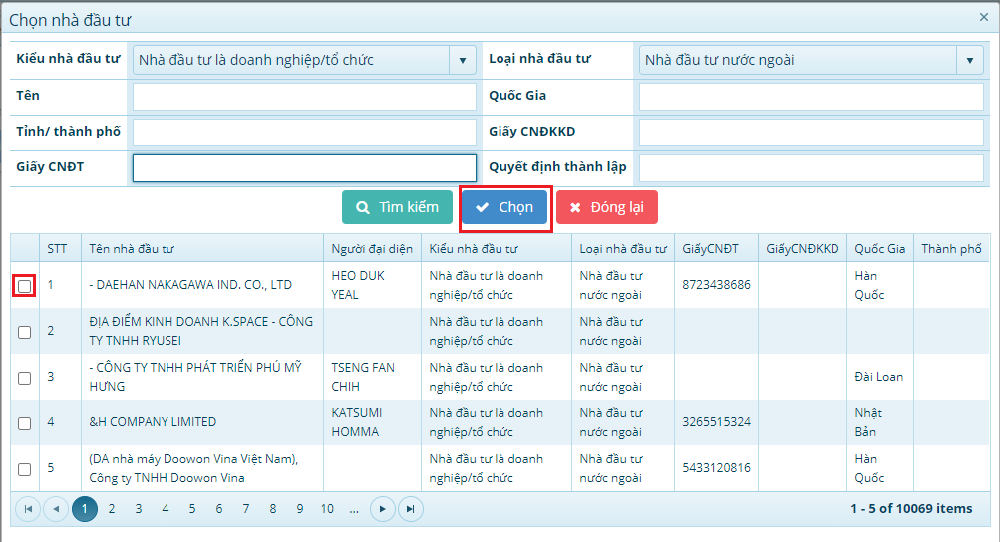 Chọn nhà đầu tư
Kiểu nhà đầu tư Nhà đầu tư là doanh nghiệp/tổ chức Loại nhà đầu tư Nhà đầu tư nước ngoài
Tên Quốc Gia
Tỉnh/ thành phố Giấy CNĐKKD
Giấy CNĐT Quyết định thành lập
Tìm kiếm Chọn Đóng lại
STT Tên nhà đầu tư Người đại diện Kiểu nhà đầu tư Loại nhà đầu tư GiấyCNĐT GiấyCNĐKKD Quốc Gia Thành phố
1 - DAEHAN NAKAGAWA IND. CO., LTD HEO DUK Nhà đầu tư là doanh Nhà đầu tư 8723438686 Hàn
YEAL nghiệp/tổ chức nước ngoài Quốc
2 ĐỊA ĐIỂM KINH DOANH K.SPACE - CÔNG Nhà đầu tư là doanh Nhà đầu tư
TY TNHH RYUSEI nghiệp/tổ chức nước ngoài
3 - CÔNG TY TNHH PHÁT TRIỂN PHÚ MỸ TSENG FAN Nhà đầu tư là doanh Nhà đầu tư Đài Loan
HƯNG CHIH nghiệp/tổ chức nước ngoài
4 &H COMPANY LIMITED KATSUMI Nhà đầu tư là doanh Nhà đầu tư 3265515324 Nhật
HOMMA nghiệp/tổ chức nước ngoài Bản
5 (DA nhà máy Doowon Vina Việt Nam), Nhà đầu tư là doanh Nhà đầu tư 5433120816 Hàn
Công ty TNHH Doowon Vina nghiệp/tổ chức nước ngoài Quốc
1 2 3 4 5 6 7 8 9 10 ... 1 - 5 of 10069 items